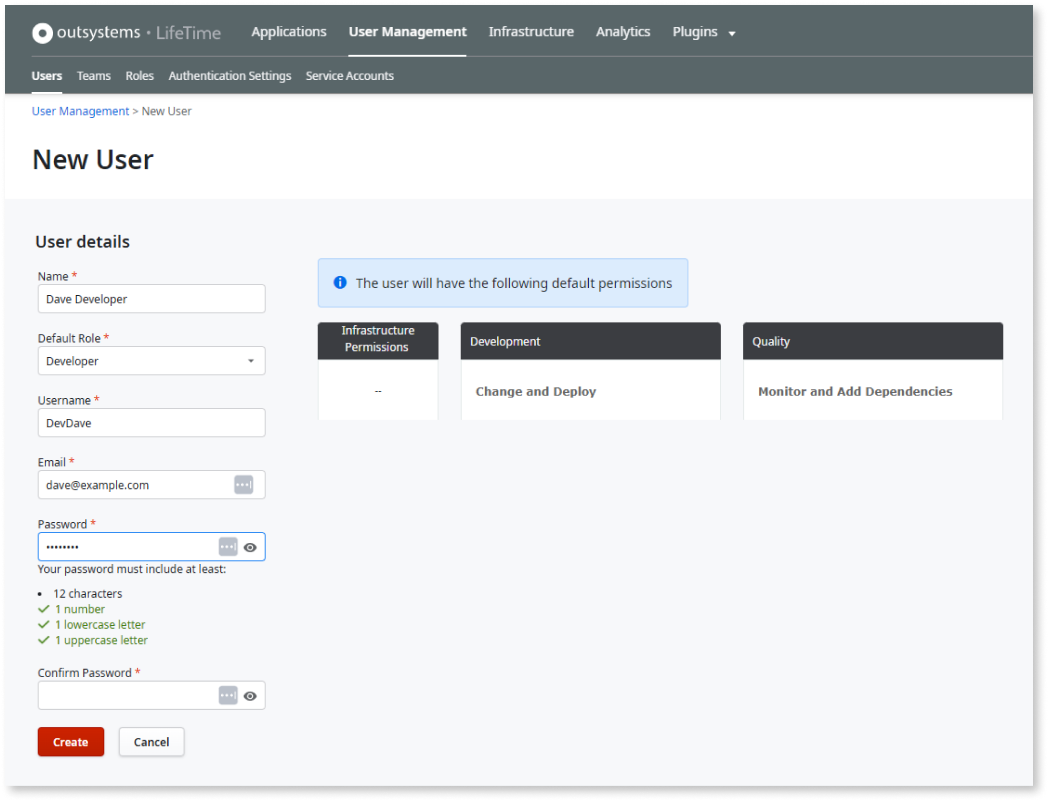 outsystems • LifeTime Applications User Management Infrastructure Analytics Plugins
Users Teams Roles Authentication Settings Service Accounts
User Management > New User
New User
User details
Name *
Dave Developer
Default Role *
Developer
Username *
DevDave
Email *
dave@example.com
Password *
••••••••
Your password must include at least:
• 12 characters
✓ 1 number
✓ 1 lowercase letter
✓ 1 uppercase letter
Confirm Password *
Create Cancel
The user will have the following default permissions
Infrastructure
Permissions
--
Development
Change and Deploy
Quality
Monitor and Add Dependencies